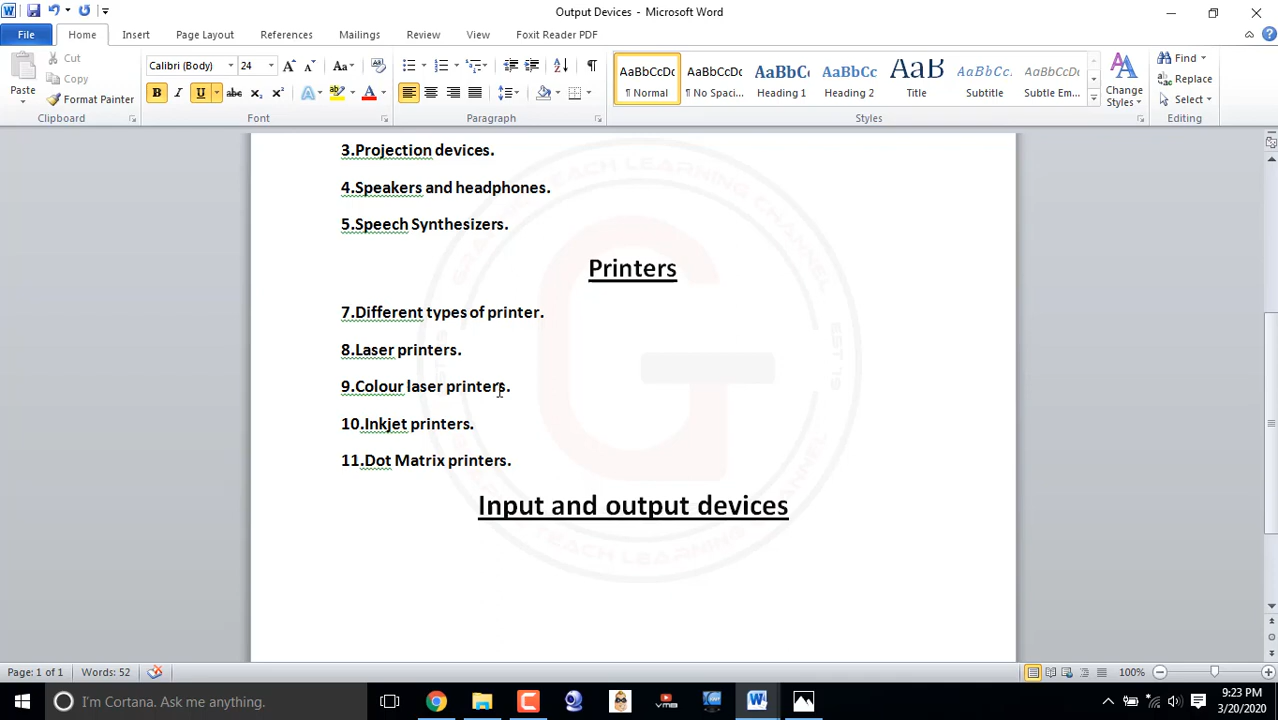 Output Devices - Microsoft Word
File Home Insert Page Layout References Mailings Review View Foxit Reader PDF
Paste
Cut
Copy
Format Painter
Clipboard
Calibri (Body) 24
Font
Paragraph
AaBbCcDc AaBbCcDc AaBbCc AaBbCc AaB AaBbCcDc AaBbCcDc
¶ Normal ¶ No Spaci... Heading 1 Heading 2 Title Subtitle Subtle Em...
Change Styles
Styles
Find
Replace
Select
Editing
3.Projection devices.
4.Speakers and headphones.
5.Speech Synthesizers.
Printers
7.Different types of printer.
8.Laser printers.
9.Colour laser printers.
10.Inkjet printers.
11.Dot Matrix printers.
Input and output devices
TEACH LEARNING CHANNEL
Page: 1 of 1 Words: 52 100%
I'm Cortana. Ask me anything.
9:23 PM
3/20/2020